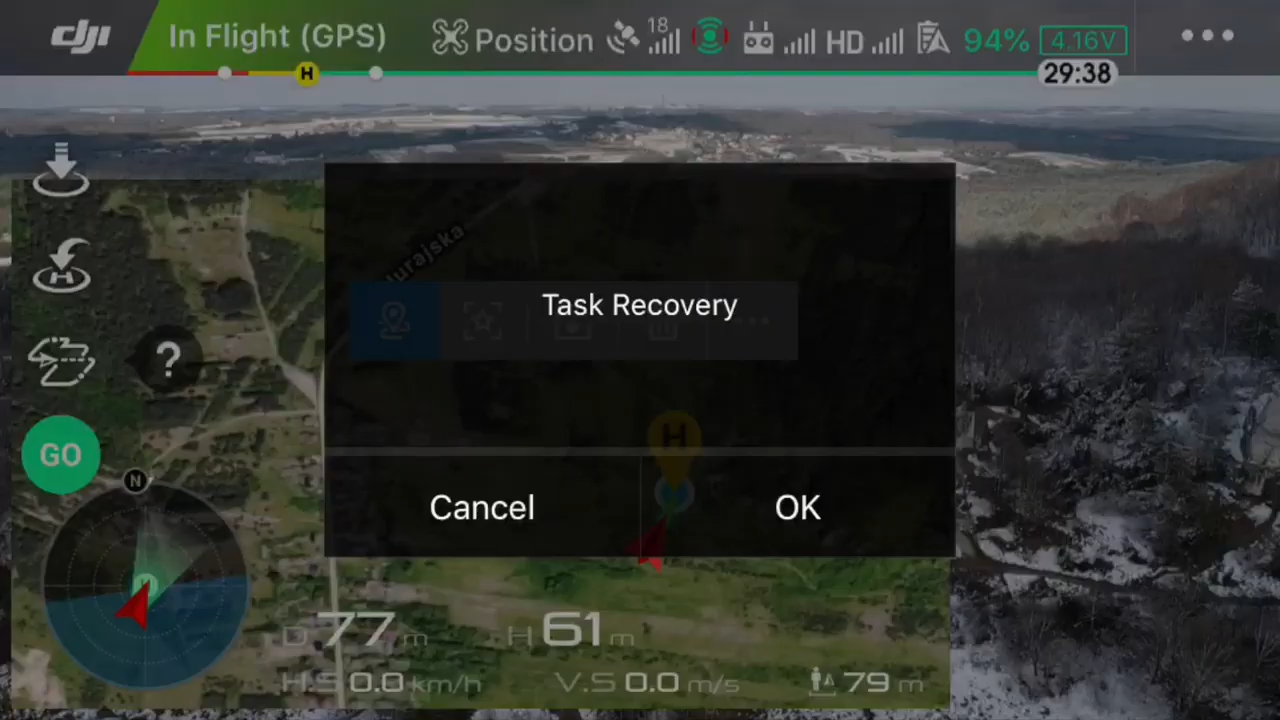 dji In Flight (GPS) Position 18 HD 94% 4.16V
H 29:38
Jurajska
Task Recovery
?
H
GO
N
Cancel OK
H
D 77 m H 61 m
H.S 0.0 km/h V.S 0.0 m/s 79 m